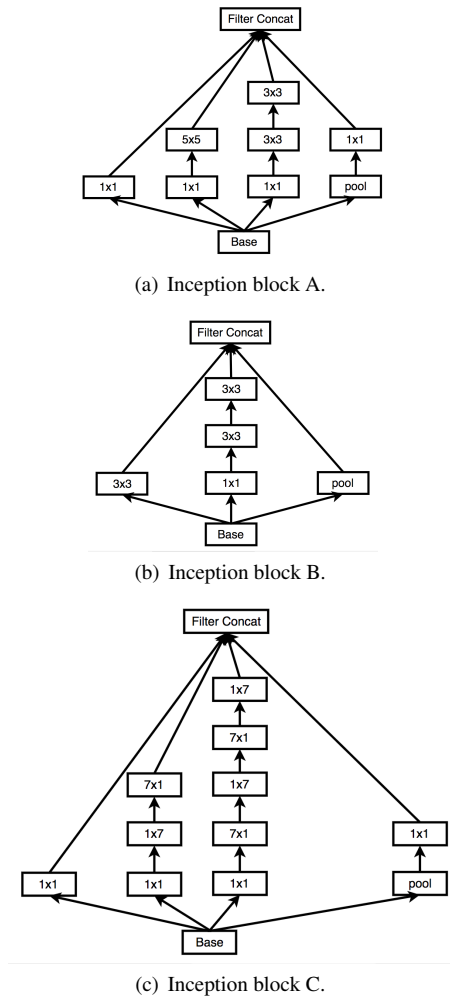 Filter Concat
3x3
5x5 3x3 1x1
1x1 1x1 1x1 pool
Base
(a) Inception block A.
Filter Concat
3x3
3x3
3x3 1x1 pool
Base
(b) Inception block B.
Filter Concat
1x7
7x1
7x1 1x7
1x7 7x1 1x1
1x1 1x1 1x1 pool
Base
(c) Inception block C.